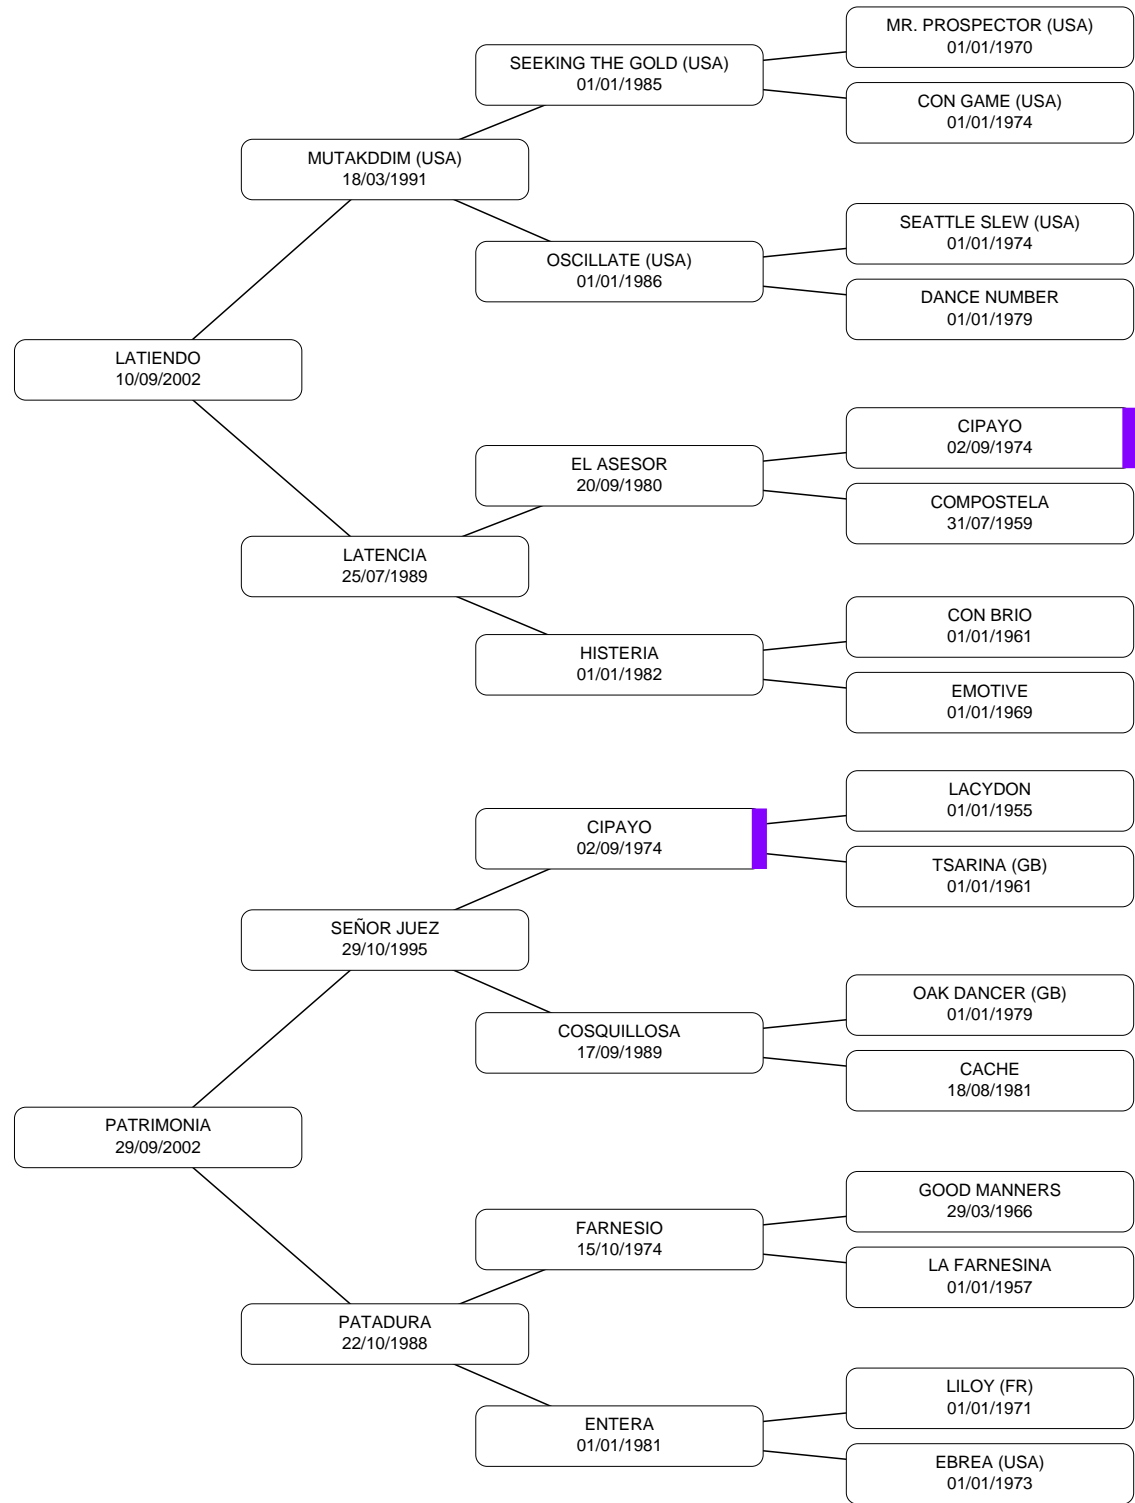 MR. PROSPECTOR (USA)
01/01/1970
SEEKING THE GOLD (USA)
01/01/1985
CON GAME (USA)
01/01/1974
MUTAKDDIM (USA)
18/03/1991
SEATTLE SLEW (USA)
01/01/1974
OSCILLATE (USA)
01/01/1986
DANCE NUMBER
01/01/1979
LATIENDO
10/09/2002
CIPAYO
02/09/1974
EL ASESOR
20/09/1980
COMPOSTELA
31/07/1959
LATENCIA
25/07/1989
CON BRIO
01/01/1961
HISTERIA
01/01/1982
EMOTIVE
01/01/1969
LACYDON
01/01/1955
CIPAYO
02/09/1974
TSARINA (GB)
01/01/1961
SEÑOR JUEZ
29/10/1995
OAK DANCER (GB)
01/01/1979
COSQUILLOSA
17/09/1989
CACHE
18/08/1981
PATRIMONIA
29/09/2002
GOOD MANNERS
29/03/1966
FARNESIO
15/10/1974
LA FARNESINA
01/01/1957
PATADURA
22/10/1988
LILOY (FR)
01/01/1971
ENTERA
01/01/1981
EBREA (USA)
01/01/1973